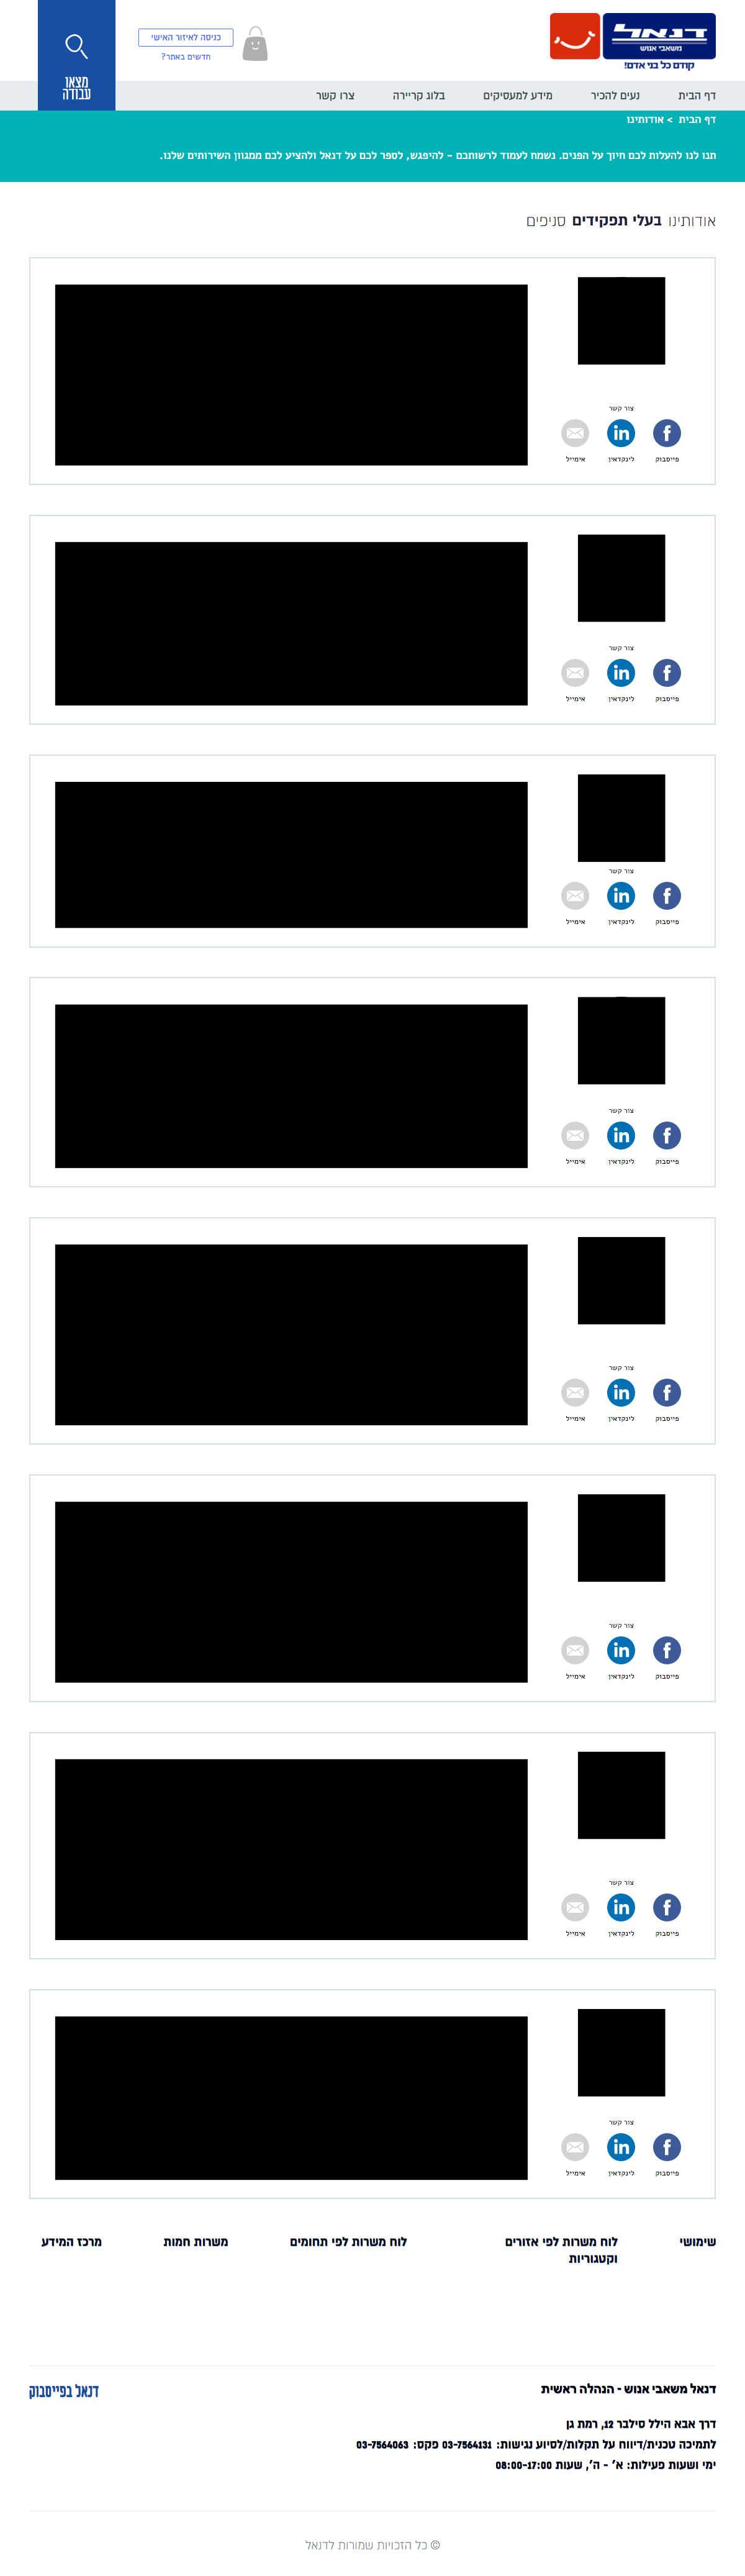 דנאל
משאבי אנוש
קודם כל בני אדם!
כניסה לאיזור האישי
חדשים באתר?
מצאו
עבודה
דף הבית
נעים להכיר
מידע למעסיקים
בלוג קריירה
צרו קשר
דף הבית > אודותינו
תנו לנו להעלות לכם חיוך על הפנים. נשמח לעמוד לרשותכם – להיפגש, לספר לכם על דנאל ולהציע לכם ממגוון השירותים שלנו.
אודותינו בעלי תפקידים סניפים
צור קשר
פייסבוק לינקדאין אימייל
צור קשר
פייסבוק לינקדאין אימייל
צור קשר
פייסבוק לינקדאין אימייל
צור קשר
פייסבוק לינקדאין אימייל
צור קשר
פייסבוק לינקדאין אימייל
צור קשר
פייסבוק לינקדאין אימייל
צור קשר
פייסבוק לינקדאין אימייל
צור קשר
פייסבוק לינקדאין אימייל
שימושי
לוח משרות לפי אזורים
וקטגוריות
לוח משרות לפי תחומים
משרות חמות
מרכז המידע
דנאל משאבי אנוש - הנהלה ראשית
דרך אבא הילל סילבר 12, רמת גן
לתמיכה טכנית/דיווח על תקלות/לסיוע נגישות: 03-7564131 פקס: 03-7564063
ימי ושעות פעילות: א' - ה', שעות 08:00-17:00
דנאל בפייסבוק
© כל הזכויות שמורות לדנאל